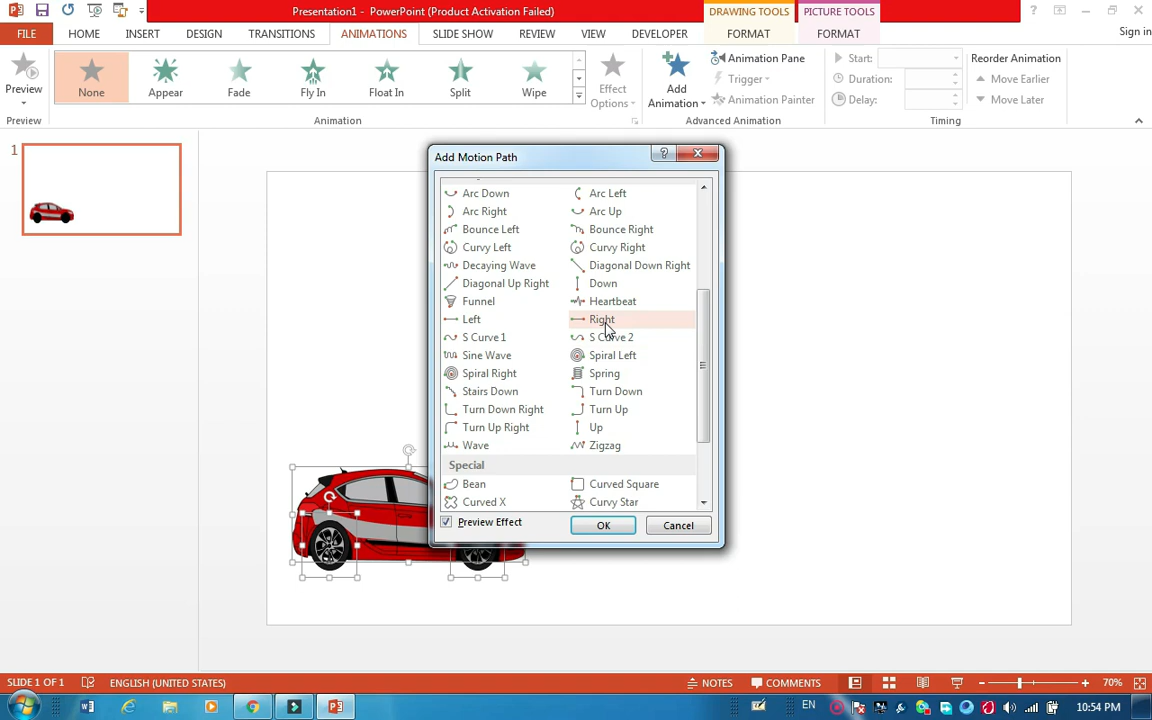 Presentation1 - PowerPoint (Product Activation Failed)
DRAWING TOOLS
PICTURE TOOLS
FILE
HOME
INSERT
DESIGN
TRANSITIONS
ANIMATIONS
SLIDE SHOW
REVIEW
VIEW
DEVELOPER
FORMAT
FORMAT
Sign in
Preview
None
Appear
Fade
Fly In
Float In
Split
Wipe
Effect
Options
Add
Animation
Animation Pane
Trigger
Animation Painter
Start:
Duration:
Delay:
Reorder Animation
Move Earlier
Move Later
Preview
Animation
Advanced Animation
Timing
1
Add Motion Path
Arc Down
Arc Left
Arc Right
Arc Up
Bounce Left
Bounce Right
Curvy Left
Curvy Right
Decaying Wave
Diagonal Down Right
Diagonal Up Right
Down
Funnel
Heartbeat
Left
Right
S Curve 1
S Curve 2
Sine Wave
Spiral Left
Spiral Right
Spring
Stairs Down
Turn Down
Turn Down Right
Turn Up
Turn Up Right
Up
Wave
Zigzag
Special
Bean
Curved Square
Curved X
Curvy Star
Preview Effect
OK
Cancel
SLIDE 1 OF 1
ENGLISH (UNITED STATES)
NOTES
COMMENTS
70%
EN
10:54 PM